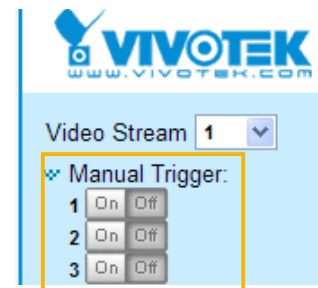 VIVOTEK
www.vivotek.com
Video Stream 1
Manual Trigger:
1 On Off
2 On Off
3 On Off